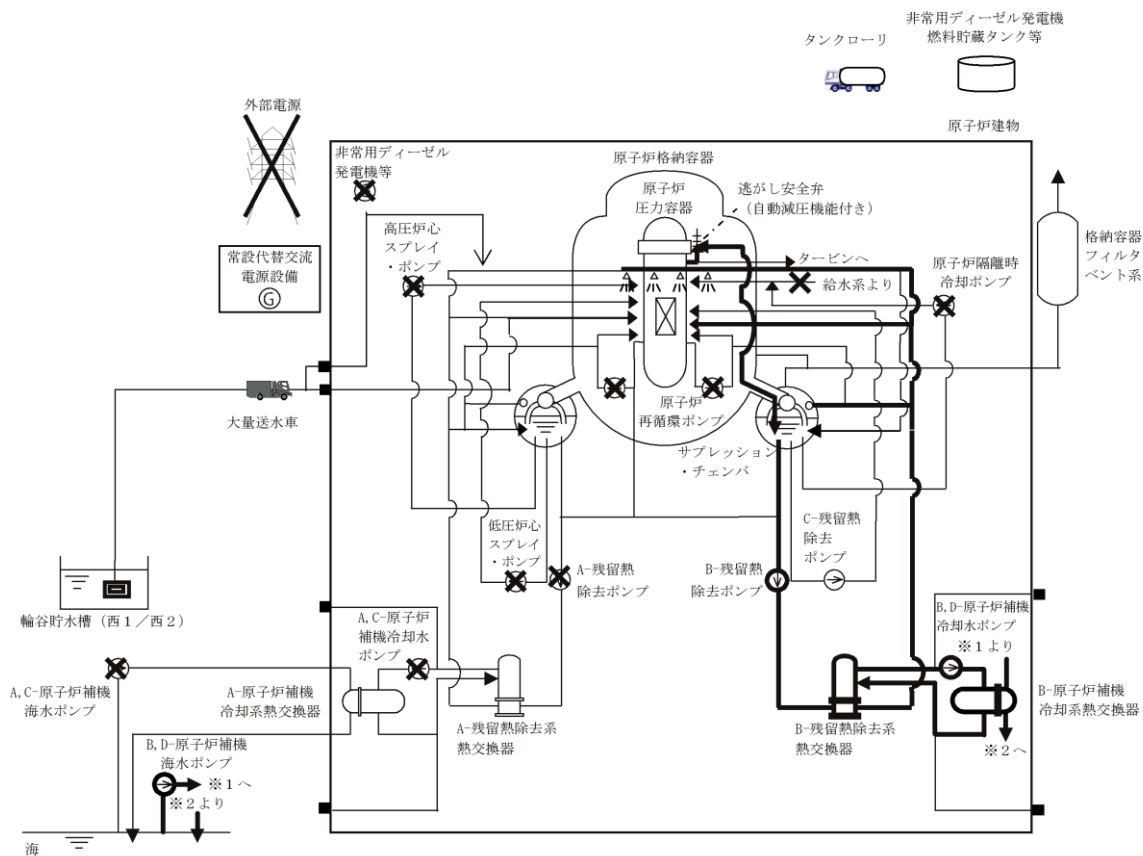 タンクローリ
非常用ディーゼル発電機
燃料貯蔵タンク等
外部電源
原子炉建物
非常用ディーゼル
発電機等
原子炉格納容器
原子炉
圧力容器
逃がし安全弁
（自動減圧機能付き）
高圧炉心
スプレイ
・ポンプ
常設代替交流
電源設備
G
タービンへ
給水系より
原子炉隔離時
冷却ポンプ
格納容器
フィルタ
ベント系
大量送水車
原子炉
再循環ポンプ
サプレッション
・チェンバ
低圧炉心
スプレイ
・ポンプ
A-残留熱
除去ポンプ
B-残留熱
除去ポンプ
C-残留熱
除去
ポンプ
輪谷貯水槽（西１／西２）
A,C-原子炉
補機冷却水
ポンプ
B,D-原子炉補機
冷却水ポンプ
※１より
A,C-原子炉補機
海水ポンプ
A-原子炉補機
冷却系熱交換器
A-残留熱除去系
熱交換器
B-残留熱除去系
熱交換器
B-原子炉補機
冷却系熱交換器
※２へ
B,D-原子炉補機
海水ポンプ
※１へ
※２より
海